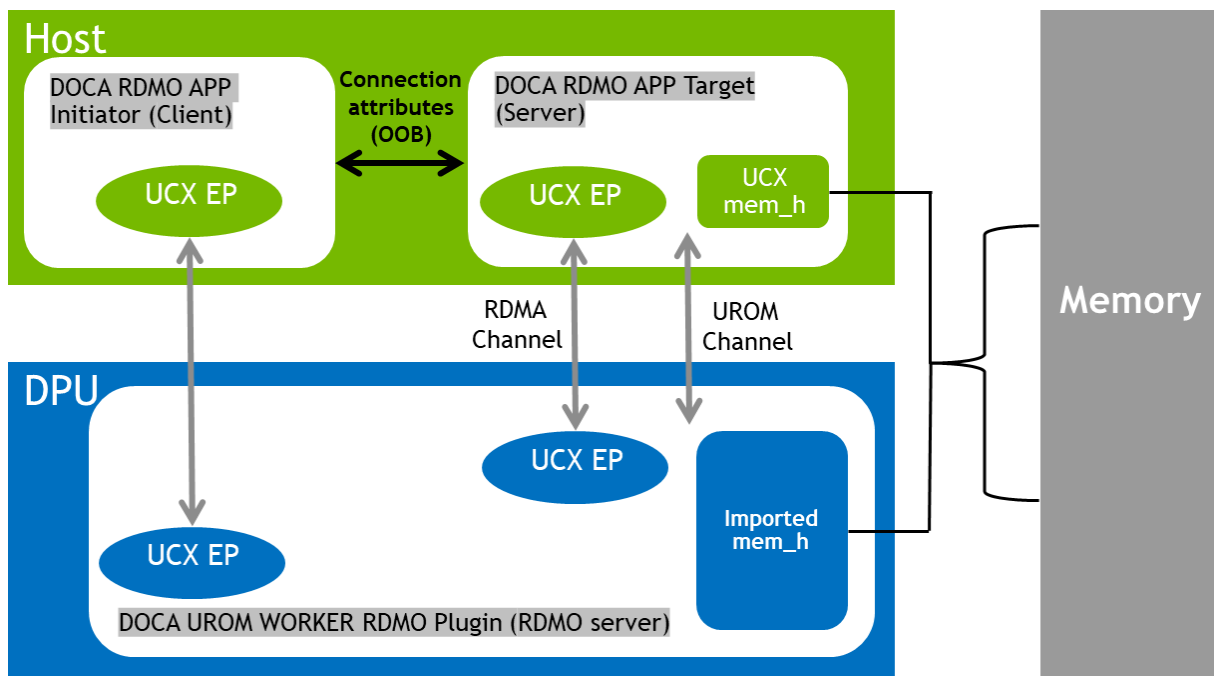 Host
DOCA RDMO APP
Initiator (Client)
Connection
attributes
(OOB)
DOCA RDMO APP Target
(Server)
UCX EP
UCX EP
UCX
mem_h
RDMA
Channel
UROM
Channel
Memory
DPU
UCX EP
UCX EP
Imported
mem_h
DOCA UROM WORKER RDMO Plugin (RDMO server)